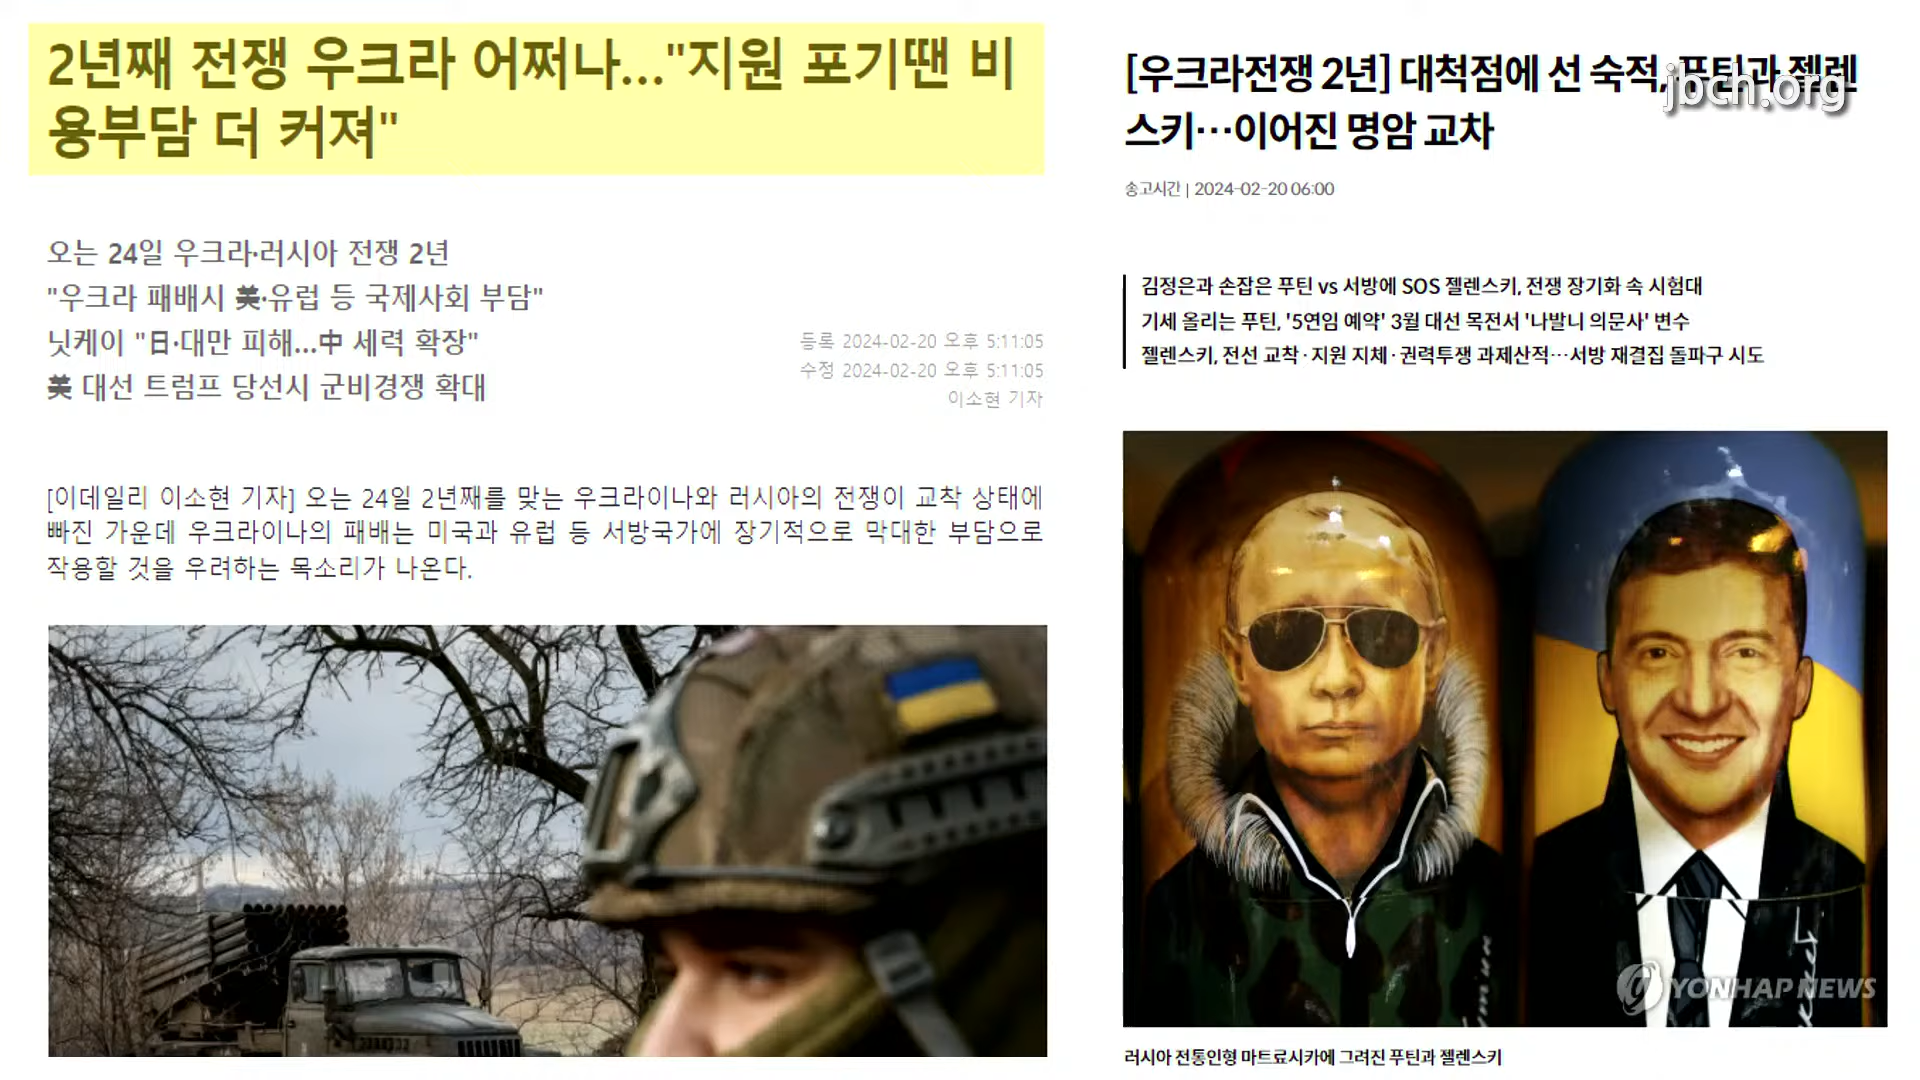 2년째 전쟁 우크라 어쩌나..."지원 포기땐 비
용부담 더 커져"
오는 24일 우크라·러시아 전쟁 2년
"우크라 패배시 美·유럽 등 국제사회 부담"
닛케이 "日·대만 피해...中 세력 확장"
美 대선 트럼프 당선시 군비경쟁 확대
등록 2024-02-20 오후 5:11:05
수정 2024-02-20 오후 5:11:05
이소현 기자
[이데일리 이소현 기자] 오는 24일 2년째를 맞는 우크라이나와 러시아의 전쟁이 교착 상태에
빠진 가운데 우크라이나의 패배는 미국과 유럽 등 서방국가에 장기적으로 막대한 부담으로
작용할 것을 우려하는 목소리가 나온다.
[우크라전쟁 2년] 대척점에 선 숙적, 푸틴과 젤렌
스키…이어진 명암 교차
jbch.org
송고시간 | 2024-02-20 06:00
김정은과 손잡은 푸틴 vs 서방에 SOS 젤렌스키, 전쟁 장기화 속 시험대
기세 올리는 푸틴, '5연임 예약' 3월 대선 목전서 '나발니 의문사' 변수
젤렌스키, 전선 교착·지원 지체·권력투쟁 과제산적…서방 재결집 돌파구 시도
YONHAP NEWS
러시아 전통인형 마트료시카에 그려진 푸틴과 젤렌스키